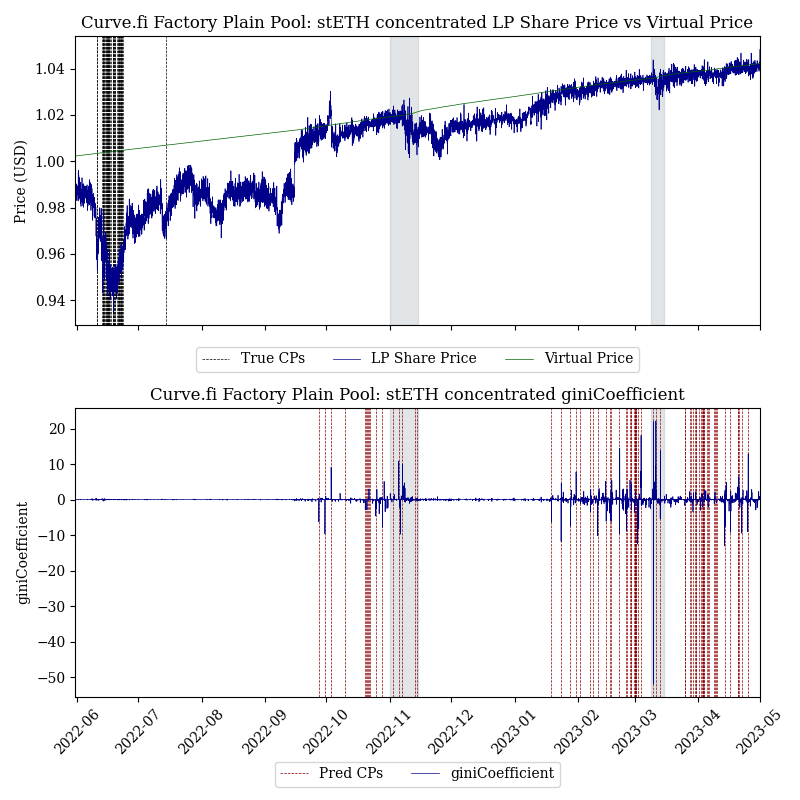 Curve.fi Factory Plain Pool: stETH concentrated LP Share Price vs Virtual Price
Price (USD)
1.04
1.02
1.00
0.98
0.96
0.94
True CPs
LP Share Price
Virtual Price
Curve.fi Factory Plain Pool: stETH concentrated giniCoefficient
giniCoefficient
20
10
0
−10
−20
−30
−40
−50
2022-06
2022-07
2022-08
2022-09
2022-10
2022-11
2022-12
2023-01
2023-02
2023-03
2023-04
2023-05
Pred CPs
giniCoefficient